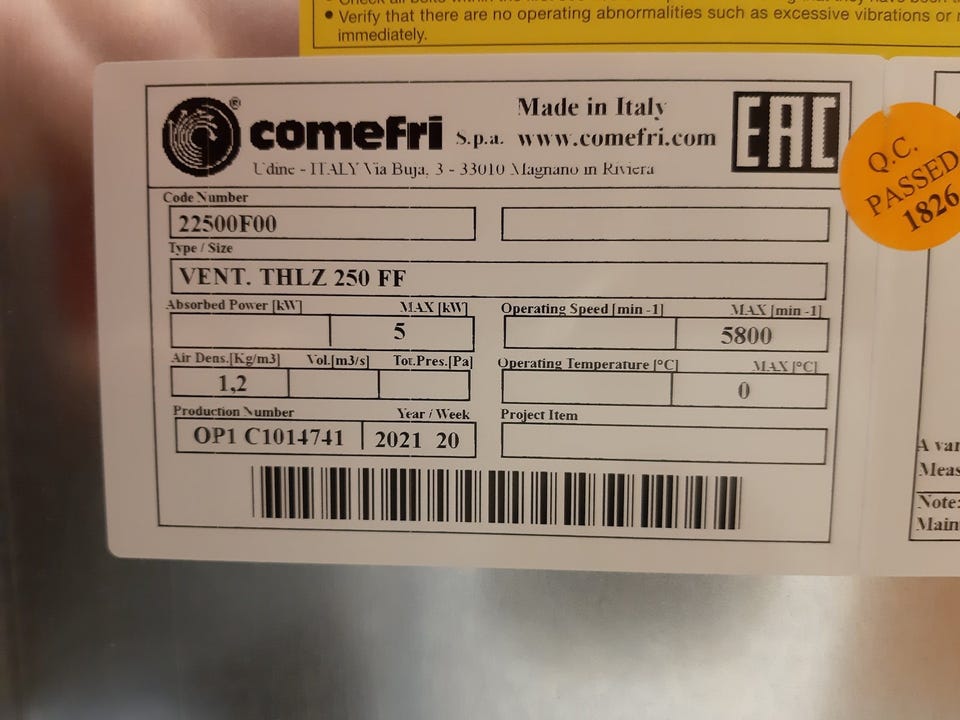 • Verify that there are no operating abnormalities such as excessive vibrations or
immediately.
comefri® S.p.a.
Made in Italy
www.comefri.com
EAC
Udine - ITALY Via Buja, 3 - 33010 Magnano in Riviera
Q.C.
PASSED
1826
Code Number
22500F00
Type / Size
VENT. THLZ 250 FF
Absorbed Power [kW] MAX [kW] Operating Speed [min -1] MAX [min -1]
5 5800
Air Dens.[Kg/m3] Vol.[m3/s] Tot.Pres.[Pa] Operating Temperature [°C] MAX [°C]
1,2 0
Production Number Year / Week Project Item
OP1 C1014741 2021 20
A
Note: